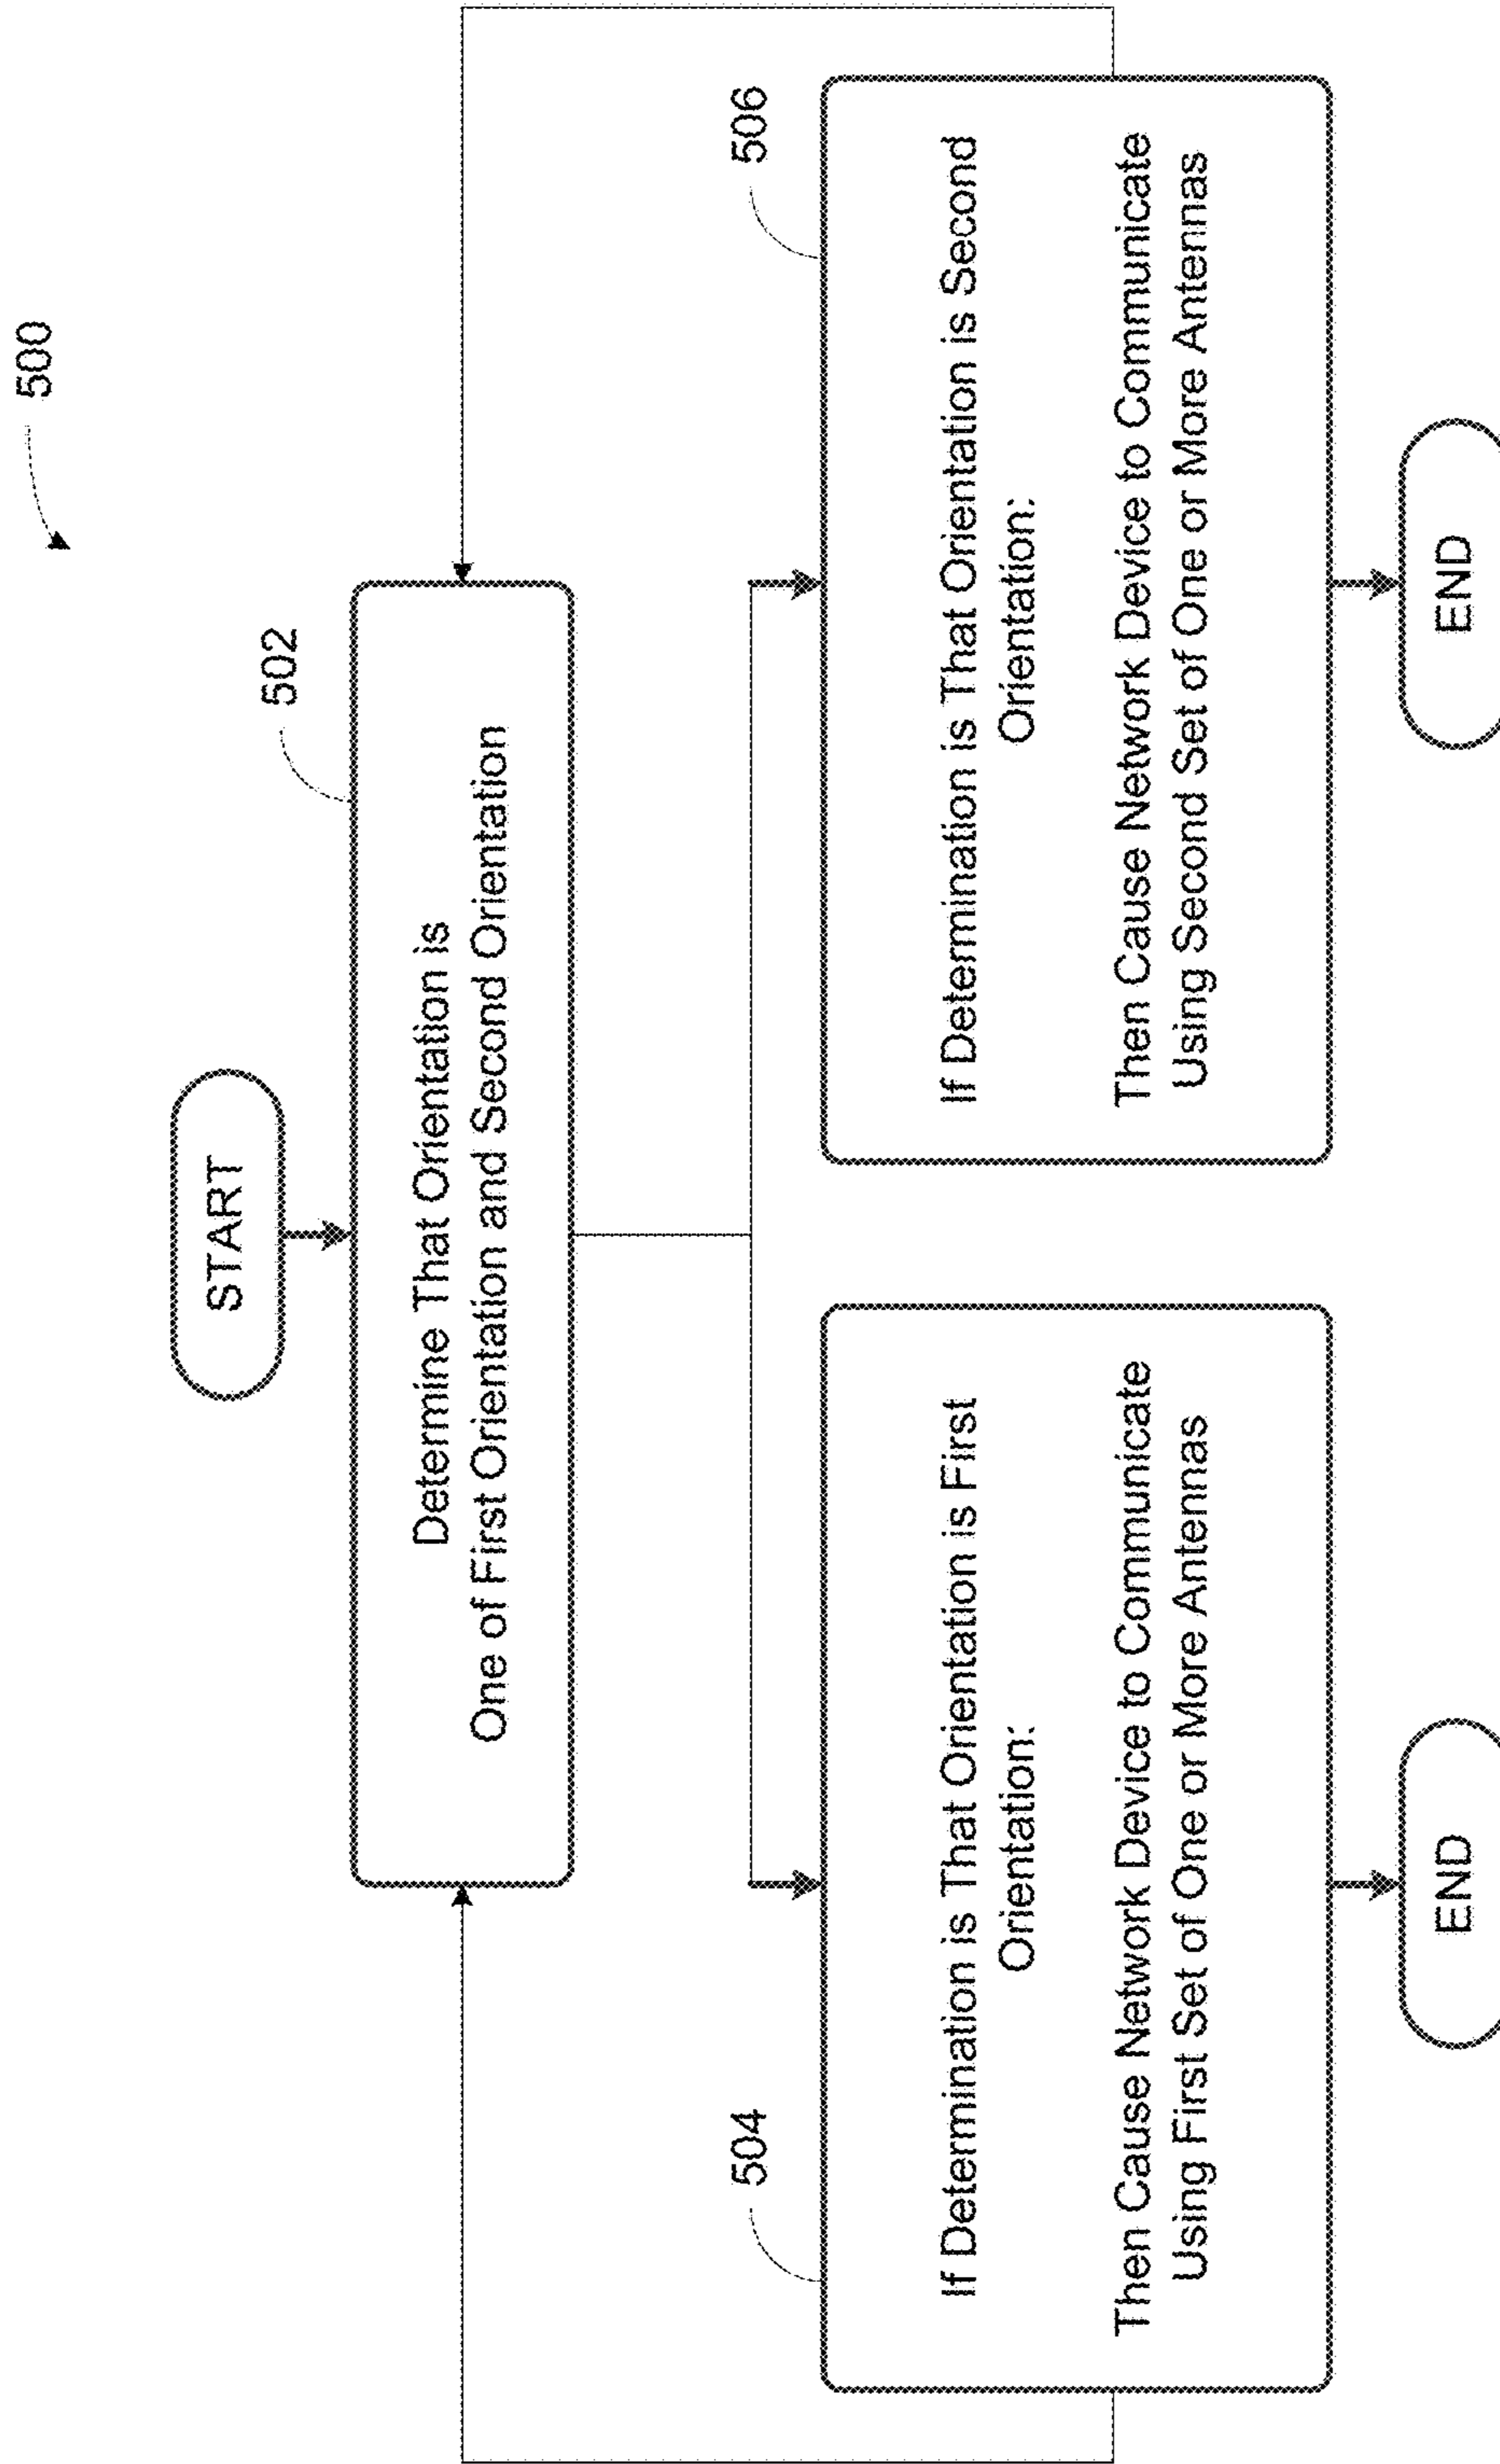 500
START
502
Determine That Orientation is
One of First Orientation and Second Orientation
504
If Determination is That Orientation is First
Orientation:
Then Cause Network Device to Communicate
Using First Set of One or More Antennas
506
If Determination is That Orientation is Second
Orientation:
Then Cause Network Device to Communicate
Using Second Set of One or More Antennas
END
END